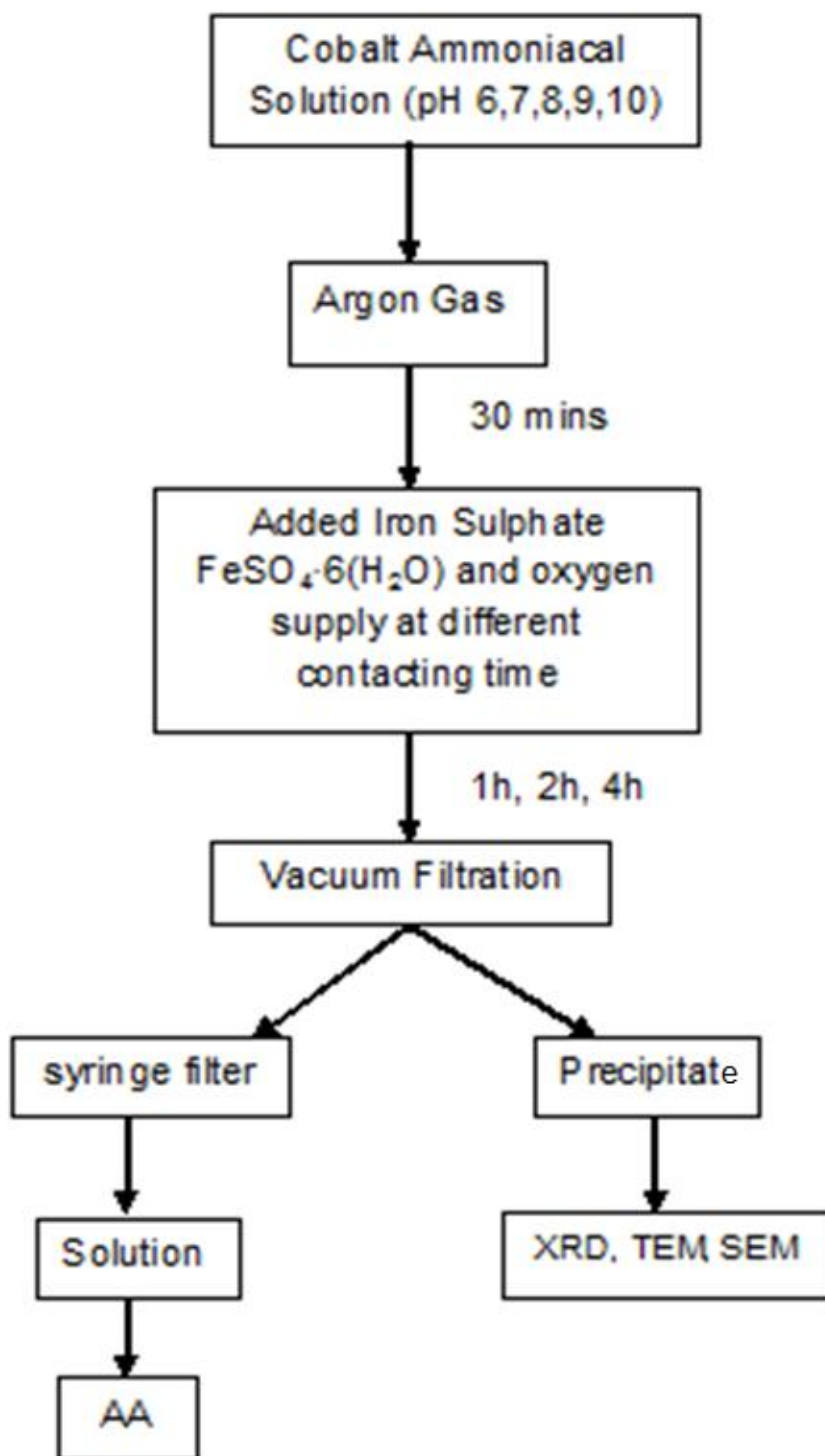 Cobalt Ammoniacal
Solution (pH 6,7,8,9,10)
Argon Gas
30 mins
Added Iron Sulphate
FeSO₄·6(H₂O) and oxygen
supply at different
contacting time
1h, 2h, 4h
Vacuum Filtration
syringe filter
Precipitate
Solution
XRD, TEM, SEM
AA